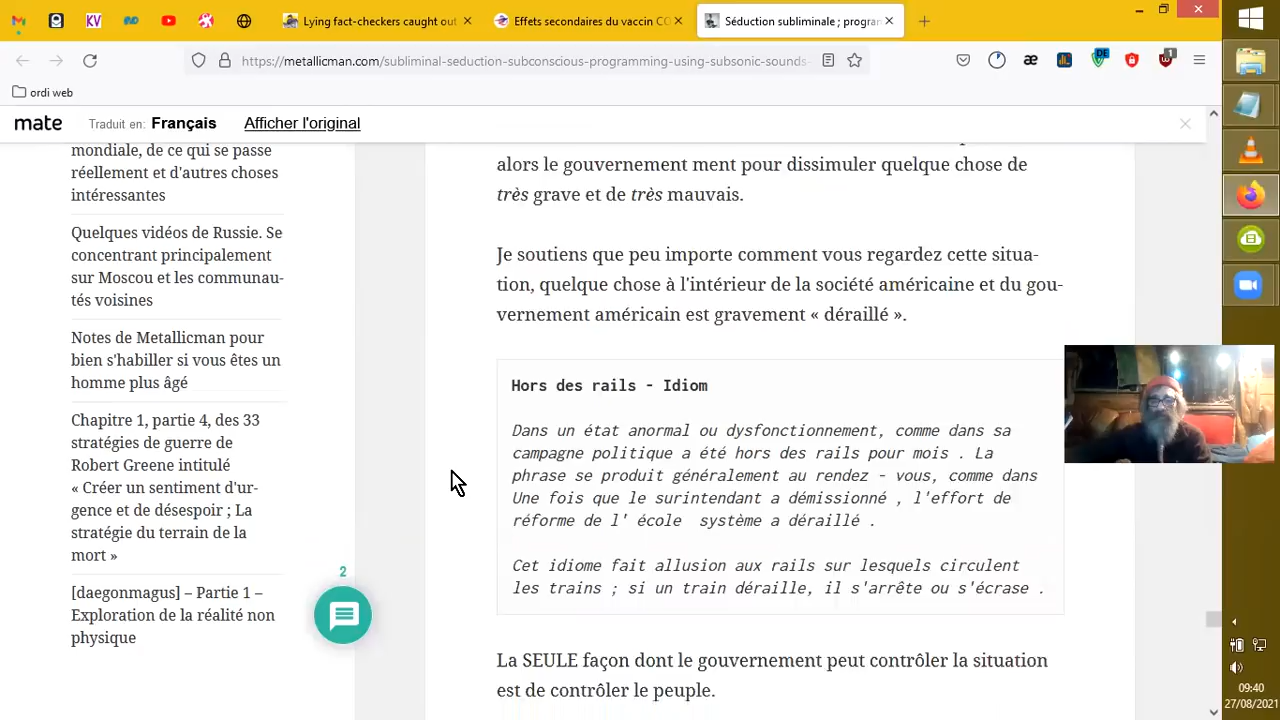 Lying fact-checkers caught out
Effets secondaires du vaccin CO
Séduction subliminale ; progran
https://metallicman.com/subliminal-seduction-subconscious-programming-using-subsonic-sounds-
ordi web
mate
Traduit en: Français
Afficher l'original
mondiale, de ce qui se passe
réellement et d'autres choses
intéressantes
Quelques vidéos de Russie. Se
concentrant principalement
sur Moscou et les communau-
tés voisines
Notes de Metallicman pour
bien s'habiller si vous êtes un
homme plus âgé
Chapitre 1, partie 4, des 33
stratégies de guerre de
Robert Greene intitulé
« Créer un sentiment d'ur-
gence et de désespoir ; La
stratégie du terrain de la
mort »
[daegonmagus] – Partie 1 –
Exploration de la réalité non
physique
2
alors le gouvernement ment pour dissimuler quelque chose de
très grave et de très mauvais.
Je soutiens que peu importe comment vous regardez cette situa-
tion, quelque chose à l'intérieur de la société américaine et du gou-
vernement américain est gravement « déraillé ».
Hors des rails - Idiom
Dans un état anormal ou dysfonctionnement, comme dans sa
campagne politique a été hors des rails pour mois . La
phrase se produit généralement au rendez - vous, comme dans
Une fois que le surintendant a démissionné , l'effort de
réforme de l' école système a déraillé .
Cet idiome fait allusion aux rails sur lesquels circulent
les trains ; si un train déraille, il s'arrête ou s'écrase .
La SEULE façon dont le gouvernement peut contrôler la situation
est de contrôler le peuple.
KV
æ
DE
1
09:40
27/08/2021